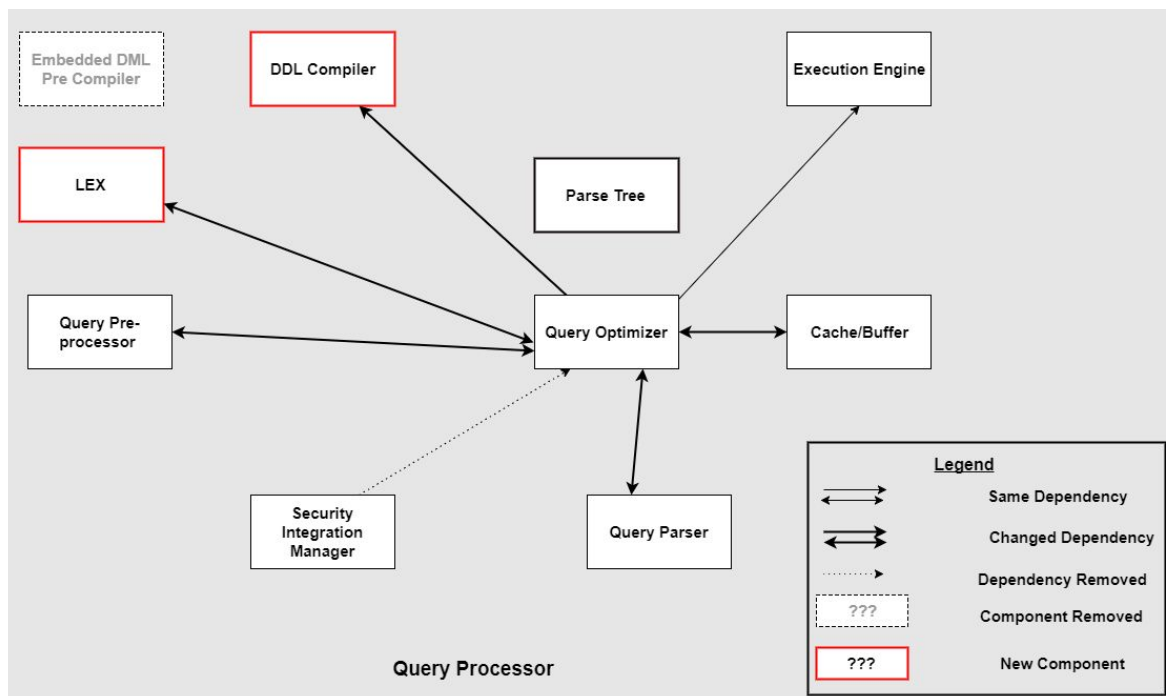 Embedded DML
Pre Compiler
DDL Compiler
Execution Engine
LEX
Parse Tree
Query Pre-
processor
Query Optimizer
Cache/Buffer
Security
Integration
Manager
Query Parser
Legend
Same Dependency
Changed Dependency
Dependency Removed
???
Component Removed
???
New Component
Query Processor